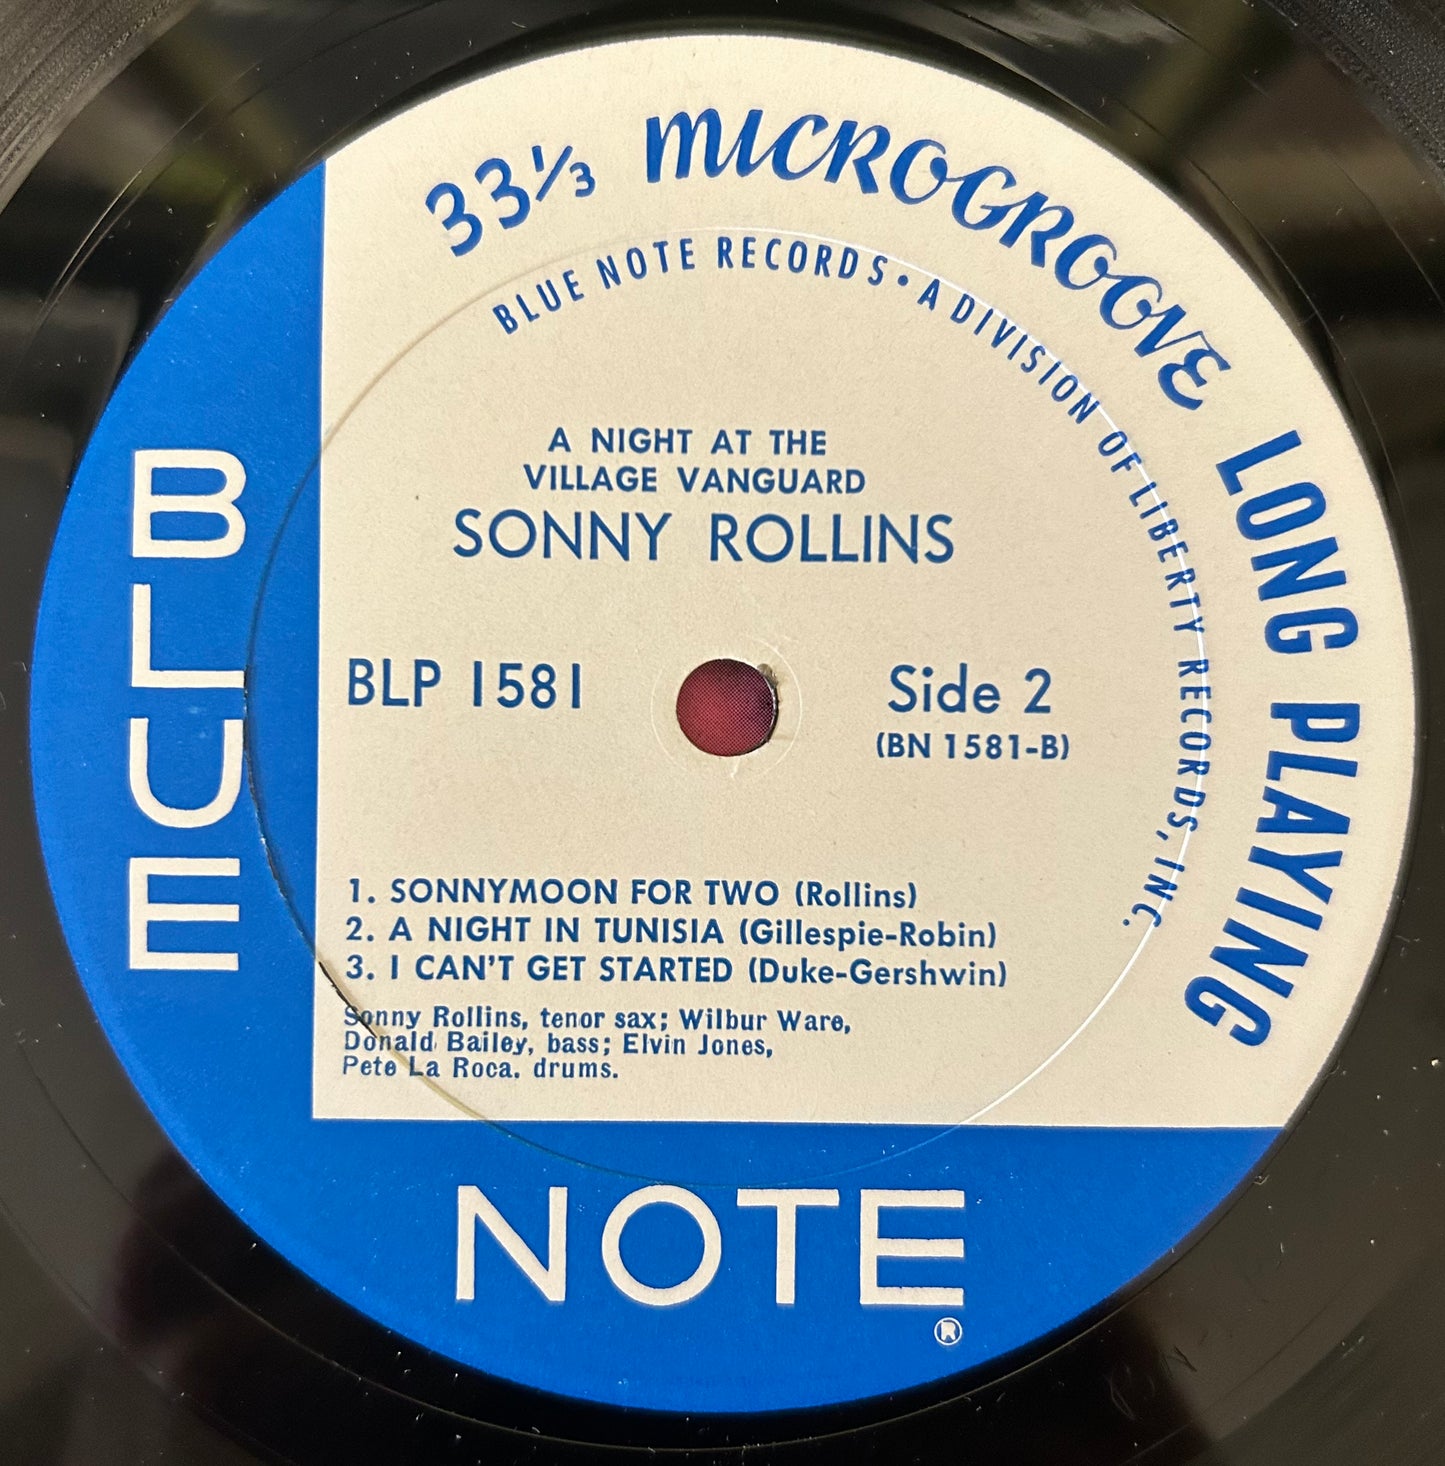 33⅓ MICROGROOVE LONG PLAYING
BLUE NOTE RECORDS • A DIVISION OF LIBERTY RECORDS, INC.
A NIGHT AT THE
VILLAGE VANGUARD
SONNY ROLLINS
BLP 1581
Side 2
(BN 1581-B)
1. SONNYMOON FOR TWO (Rollins)
2. A NIGHT IN TUNISIA (Gillespie-Robin)
3. I CAN'T GET STARTED (Duke-Gershwin)
Sonny Rollins, tenor sax; Wilbur Ware,
Donald Bailey, bass; Elvin Jones,
Pete La Roca. drums.
BLUE
NOTE
®